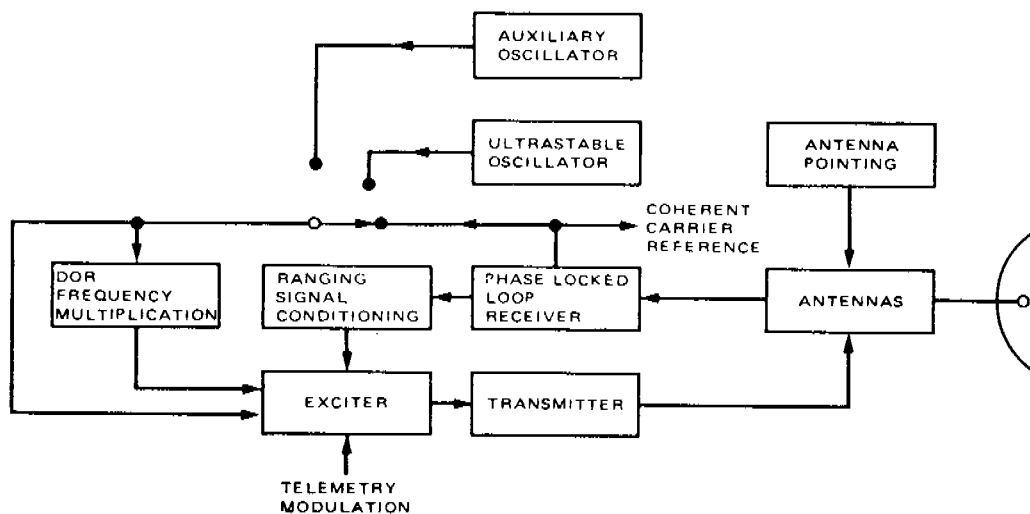 AUXILIARY
OSCILLATOR
ULTRASTABLE
OSCILLATOR
ANTENNA
POINTING
COHERENT
CARRIER
REFERENCE
DOR
FREQUENCY
MULTIPLICATION
RANGING
SIGNAL
CONDITIONING
PHASE LOCKED
LOOP
RECEIVER
ANTENNAS
EXCITER
TRANSMITTER
TELEMETRY
MODULATION